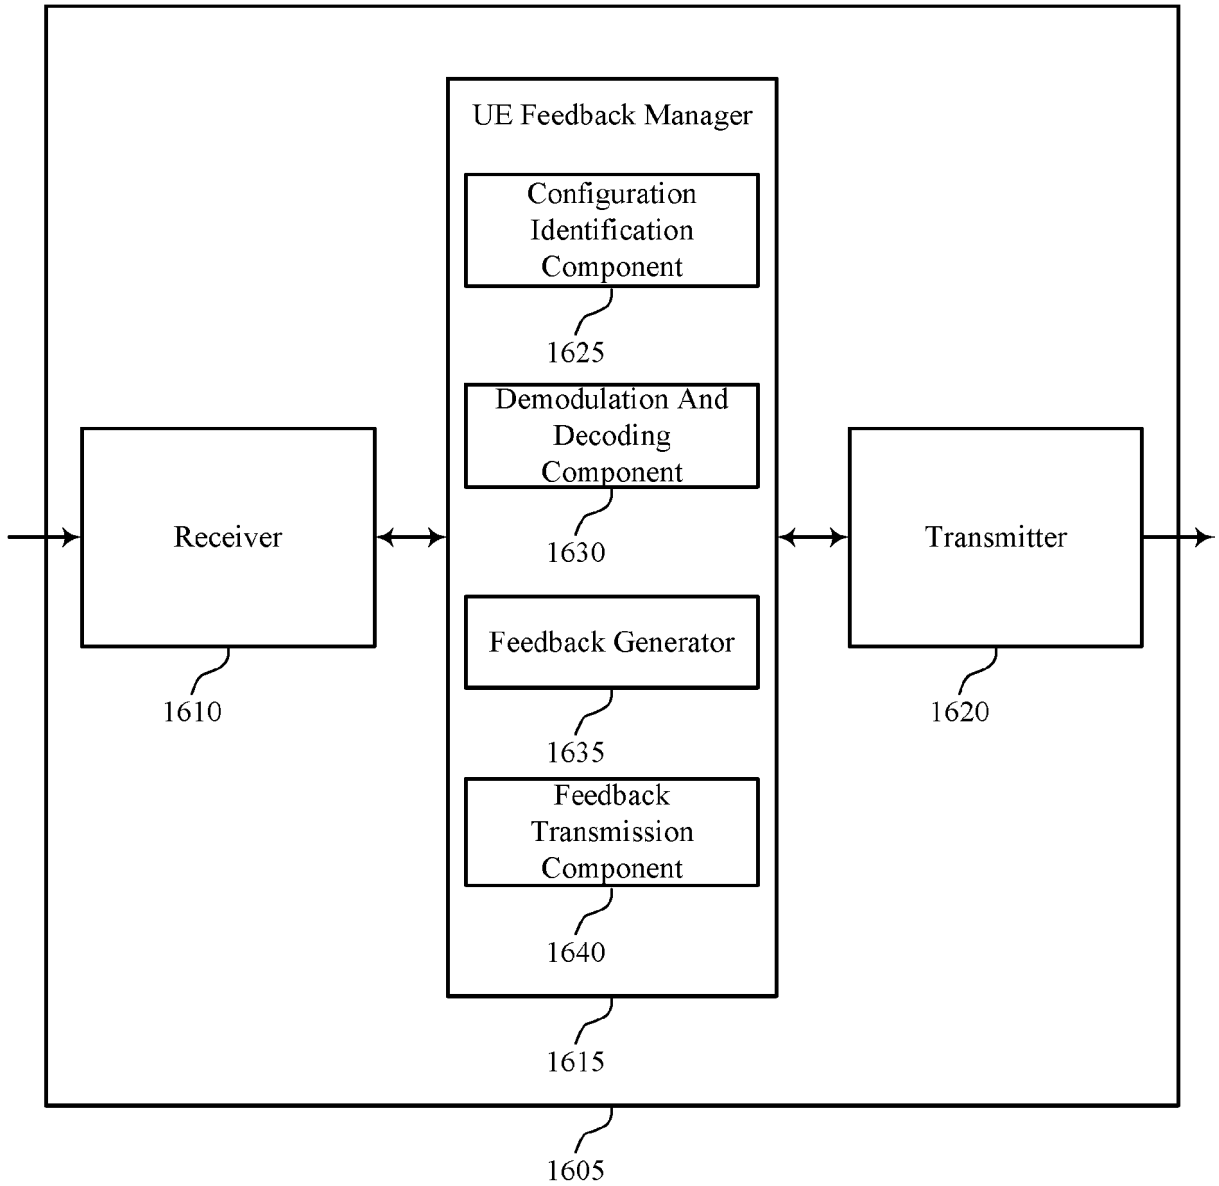 UE Feedback Manager
Configuration
Identification
Component
1625
Demodulation And
Decoding
Component
1630
Receiver
1610
Feedback Generator
1635
Transmitter
1620
Feedback
Transmission
Component
1640
1615
1605